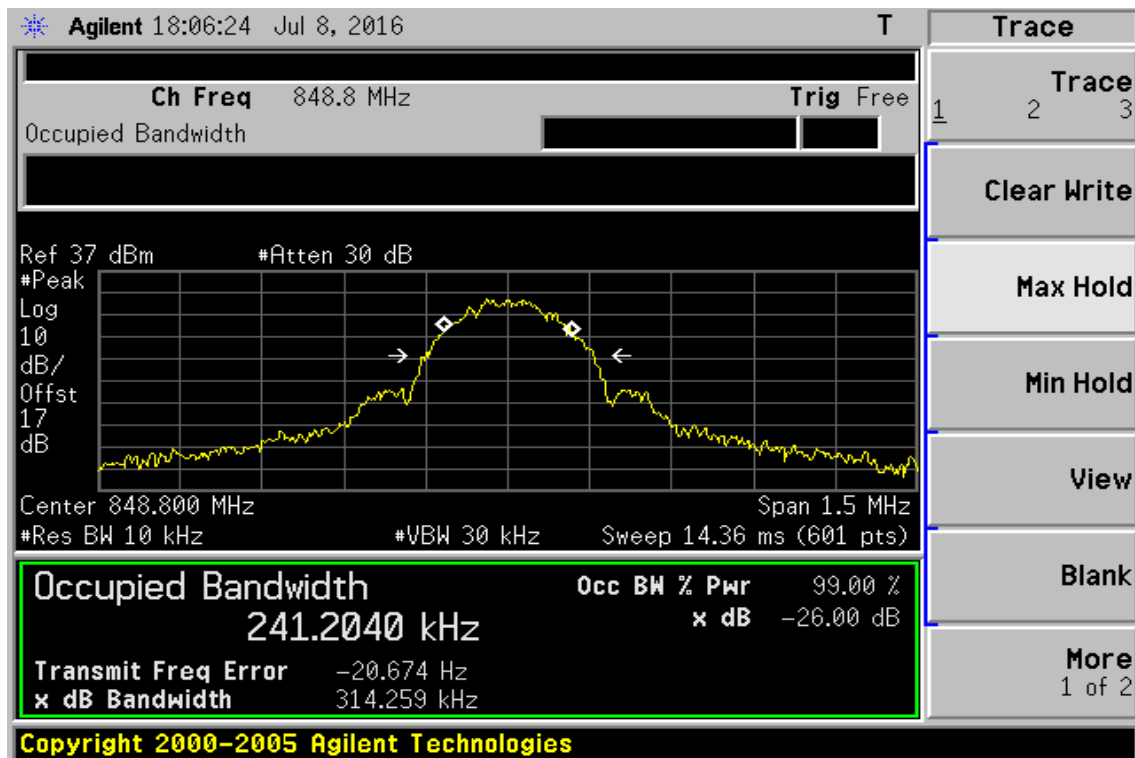 Agilent 18:06:24 Jul 8, 2016 T
Trace
Ch Freq 848.8 MHz Trig Free
Occupied Bandwidth
Trace
1 2 3
Clear Write
Max Hold
Min Hold
View
Blank
More
1 of 2
Ref 37 dBm #Atten 30 dB
#Peak
Log
10
dB/
Offst
17
dB
Center 848.800 MHz Span 1.5 MHz
#Res BW 10 kHz #VBW 30 kHz Sweep 14.36 ms (601 pts)
Occupied Bandwidth Occ BW % Pwr 99.00 %
241.2040 kHz x dB -26.00 dB
Transmit Freq Error -20.674 Hz
x dB Bandwidth 314.259 kHz
Copyright 2000-2005 Agilent Technologies